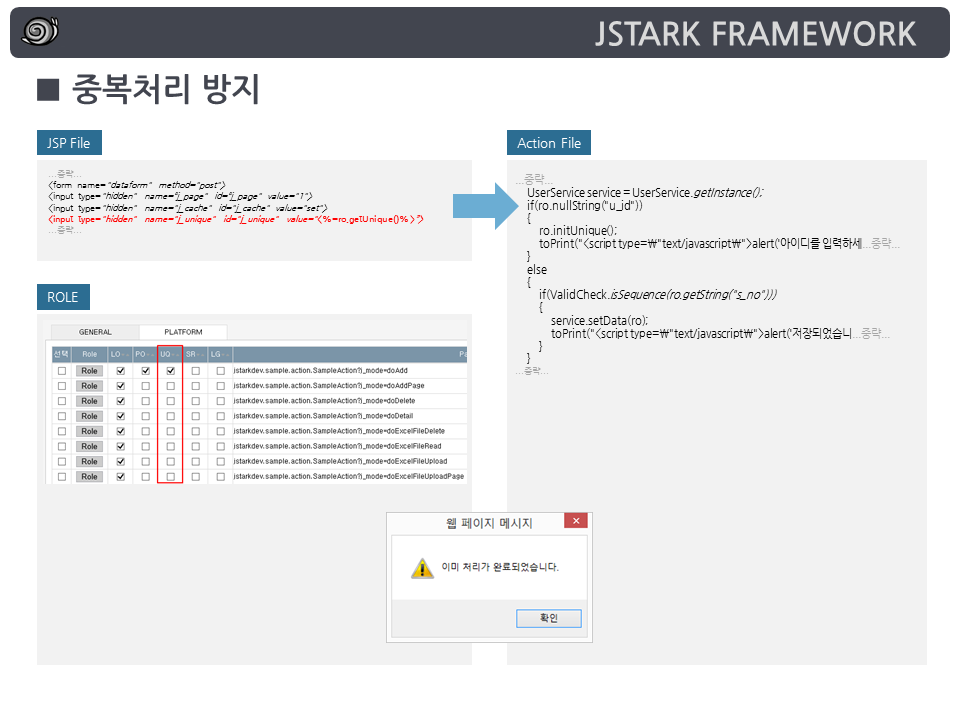 JSTARK FRAMEWORK
■ 중복처리 방지
JSP File
...중략...
<form name="dataform" method="post">
<input type="hidden" name="j_page" id="j_page" value="1">
<input type="hidden" name="j_cache" id="j_cache" value="set">
<input type="hidden" name="j_unique" id="j_unique" value="<%=ro.getUnique()%>">
...중략...
ROLE
GENERAL PLATFORM
선택 Role LO PO UQ SR LG Pa
Role jstarkdev.sample.action.SampleAction?j_mode=doAdd
Role jstarkdev.sample.action.SampleAction?j_mode=doAddPage
Role jstarkdev.sample.action.SampleAction?j_mode=doDelete
Role jstarkdev.sample.action.SampleAction?j_mode=doDetail
Role jstarkdev.sample.action.SampleAction?j_mode=doExcelFileDelete
Role jstarkdev.sample.action.SampleAction?j_mode=doExcelFileRead
Role jstarkdev.sample.action.SampleAction?j_mode=doExcelFileUpload
Role jstarkdev.sample.action.SampleAction?j_mode=doExcelFileUploadPage
Action File
...중략...
UserService service = UserService.getInstance();
if(ro.nullString("u_id"))
{
ro.initUnique();
toPrint("<script type=₩"text/javascript₩">alert('아이디를 입력하세...중략...
}
else
{
if(ValidCheck.isSequence(ro.getString("s_no")))
{
service.setData(ro);
toPrint("<script type=₩"text/javascript₩">alert('저장되었습니...중략...
}
}
...중략...
웹 페이지 메시지
이미 처리가 완료되었습니다.
확인